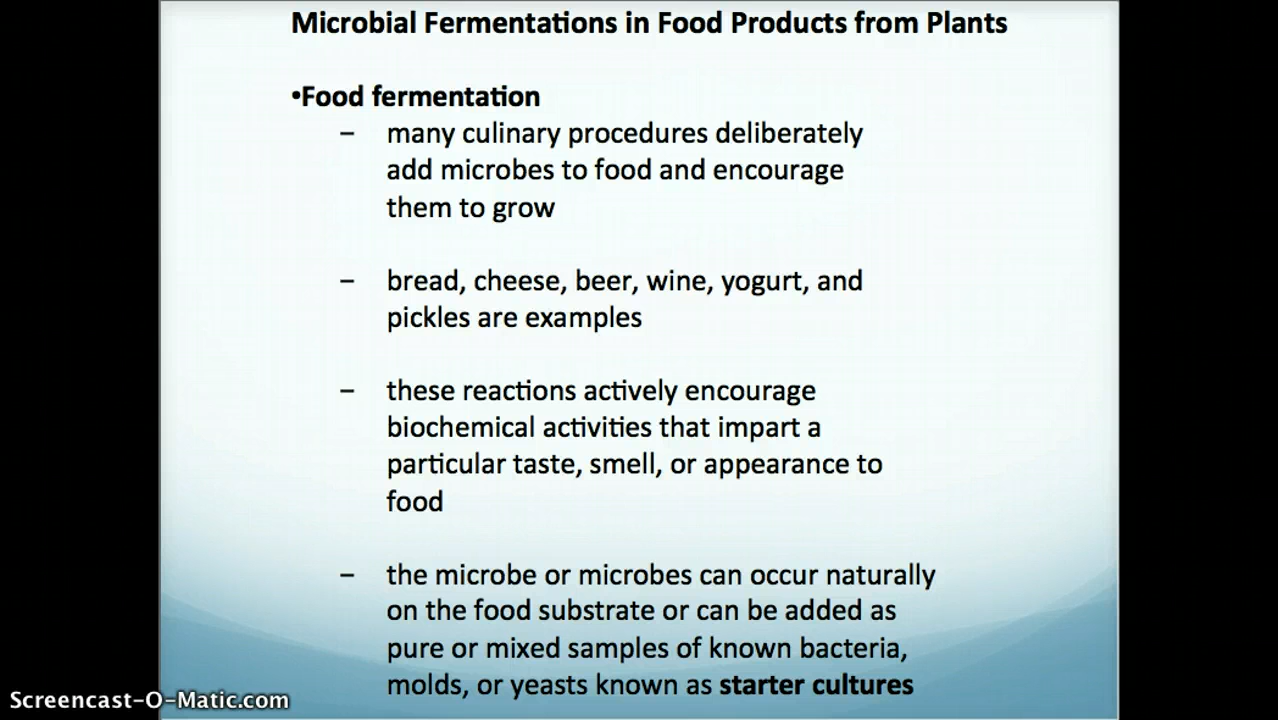 Microbial Fermentations in Food Products from Plants
•Food fermentation
– many culinary procedures deliberately
add microbes to food and encourage
them to grow
– bread, cheese, beer, wine, yogurt, and
pickles are examples
– these reactions actively encourage
biochemical activities that impart a
particular taste, smell, or appearance to
food
– the microbe or microbes can occur naturally
on the food substrate or can be added as
pure or mixed samples of known bacteria,
molds, or yeasts known as starter cultures
Screencast-O-Matic.com